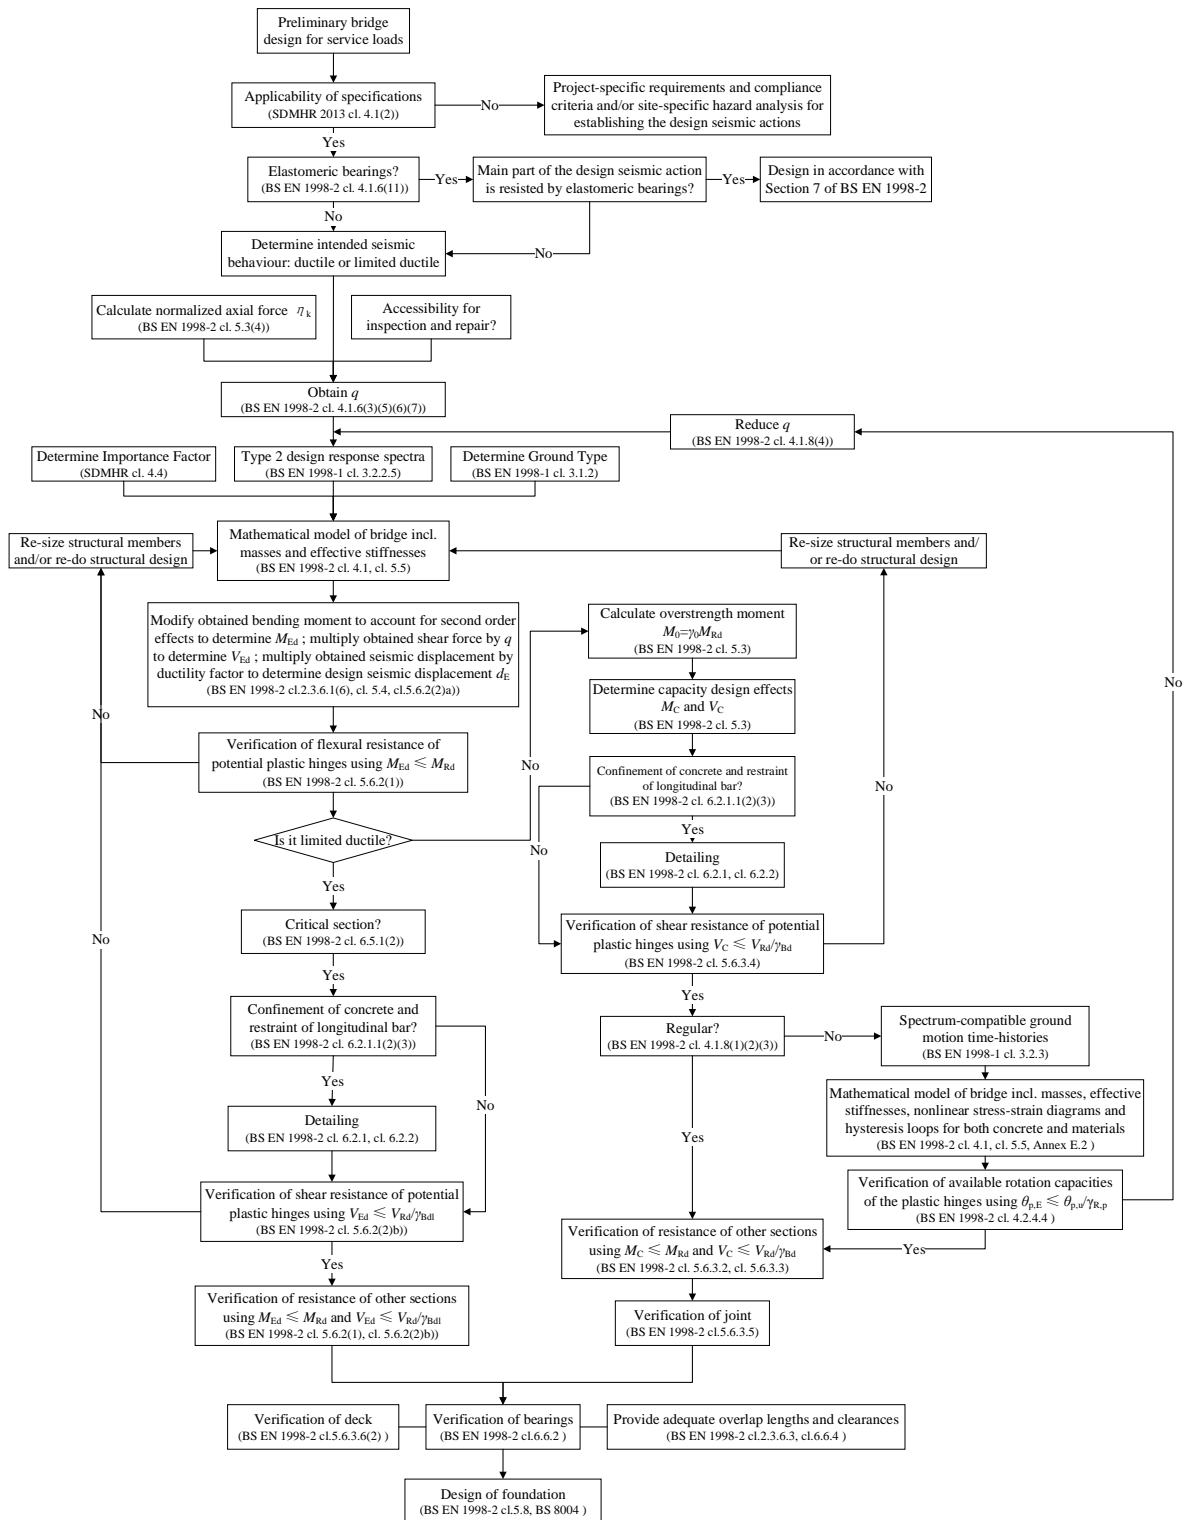 Preliminary bridge
design for service loads
Applicability of specifications
(SDMHR 2013 cl. 4.1(2))
No
Project-specific requirements and compliance
criteria and/or site-specific hazard analysis for
establishing the design seismic actions
Yes
Elastomeric bearings?
(BS EN 1998-2 cl. 4.1.6(11))
Yes
Main part of the design seismic action
is resisted by elastomeric bearings?
Yes
Design in accordance with
Section 7 of BS EN 1998-2
No
Determine intended seismic
behaviour: ductile or limited ductile
No
Calculate normalized axial force ηk
(BS EN 1998-2 cl. 5.3(4))
Accessibility for
inspection and repair?
Obtain q
(BS EN 1998-2 cl. 4.1.6(3)(5)(6)(7))
Reduce q
(BS EN 1998-2 cl. 4.1.8(4))
Determine Importance Factor
(SDMHR cl. 4.4)
Type 2 design response spectra
(BS EN 1998-1 cl. 3.2.2.5)
Determine Ground Type
(BS EN 1998-1 cl. 3.1.2)
Re-size structural members
and/or re-do structural design
Mathematical model of bridge incl.
masses and effective stiffnesses
(BS EN 1998-2 cl. 4.1, cl. 5.5)
Re-size structural members and/
or re-do structural design
Modify obtained bending moment to account for second order
effects to determine MEd ; multiply obtained shear force by q
to determine VEd ; multiply obtained seismic displacement by
ductility factor to determine design seismic displacement dE
(BS EN 1998-2 cl.2.3.6.1(6), cl. 5.4, cl.5.6.2(2)a))
Calculate overstrength moment
M0=γ0MRd
(BS EN 1998-2 cl. 5.3)
No
Determine capacity design effects
MC and VC
(BS EN 1998-2 cl. 5.3)
No
Verification of flexural resistance of
potential plastic hinges using MEd ≤ MRd
(BS EN 1998-2 cl. 5.6.2(1))
No
Confinement of concrete and restraint
of longitudinal bar?
(BS EN 1998-2 cl. 6.2.1.1(2)(3))
No
Yes
Is it limited ductile?
No
Detailing
(BS EN 1998-2 cl. 6.2.1, cl. 6.2.2)
Yes
Critical section?
(BS EN 1998-2 cl. 6.5.1(2))
No
Verification of shear resistance of potential
plastic hinges using VC ≤ VRd/γBd
(BS EN 1998-2 cl. 5.6.3.4)
Yes
Yes
Confinement of concrete and
restraint of longitudinal bar?
(BS EN 1998-2 cl. 6.2.1.1(2)(3))
Regular?
(BS EN 1998-2 cl. 4.1.8(1)(2)(3))
No
Spectrum-compatible ground
motion time-histories
(BS EN 1998-1 cl. 3.2.3)
Yes
No
Mathematical model of bridge incl. masses, effective
stiffnesses, nonlinear stress-strain diagrams and
hysteresis loops for both concrete and materials
(BS EN 1998-2 cl. 4.1, cl. 5.5, Annex E.2 )
Detailing
(BS EN 1998-2 cl. 6.2.1, cl. 6.2.2)
Yes
Verification of available rotation capacities
of the plastic hinges using θp,E ≤ θp,u/γR,p
(BS EN 1998-2 cl. 4.2.4.4 )
Verification of shear resistance of potential
plastic hinges using VEd ≤ VRd/γBdl
(BS EN 1998-2 cl. 5.6.2(2)b))
Verification of resistance of other sections
using MC ≤ MRd and VC ≤ VRd/γBd
(BS EN 1998-2 cl. 5.6.3.2, cl. 5.6.3.3)
Yes
Yes
Verification of resistance of other sections
using MEd ≤ MRd and VEd ≤ VRd/γBdl
(BS EN 1998-2 cl. 5.6.2(1), cl. 5.6.2(2)b))
Verification of joint
(BS EN 1998-2 cl.5.6.3.5)
Verification of deck
(BS EN 1998-2 cl.5.6.3.6(2) )
Verification of bearings
(BS EN 1998-2 cl.6.6.2 )
Provide adequate overlap lengths and clearances
(BS EN 1998-2 cl.2.3.6.3, cl.6.6.4 )
Design of foundation
(BS EN 1998-2 cl.5.8, BS 8004 )